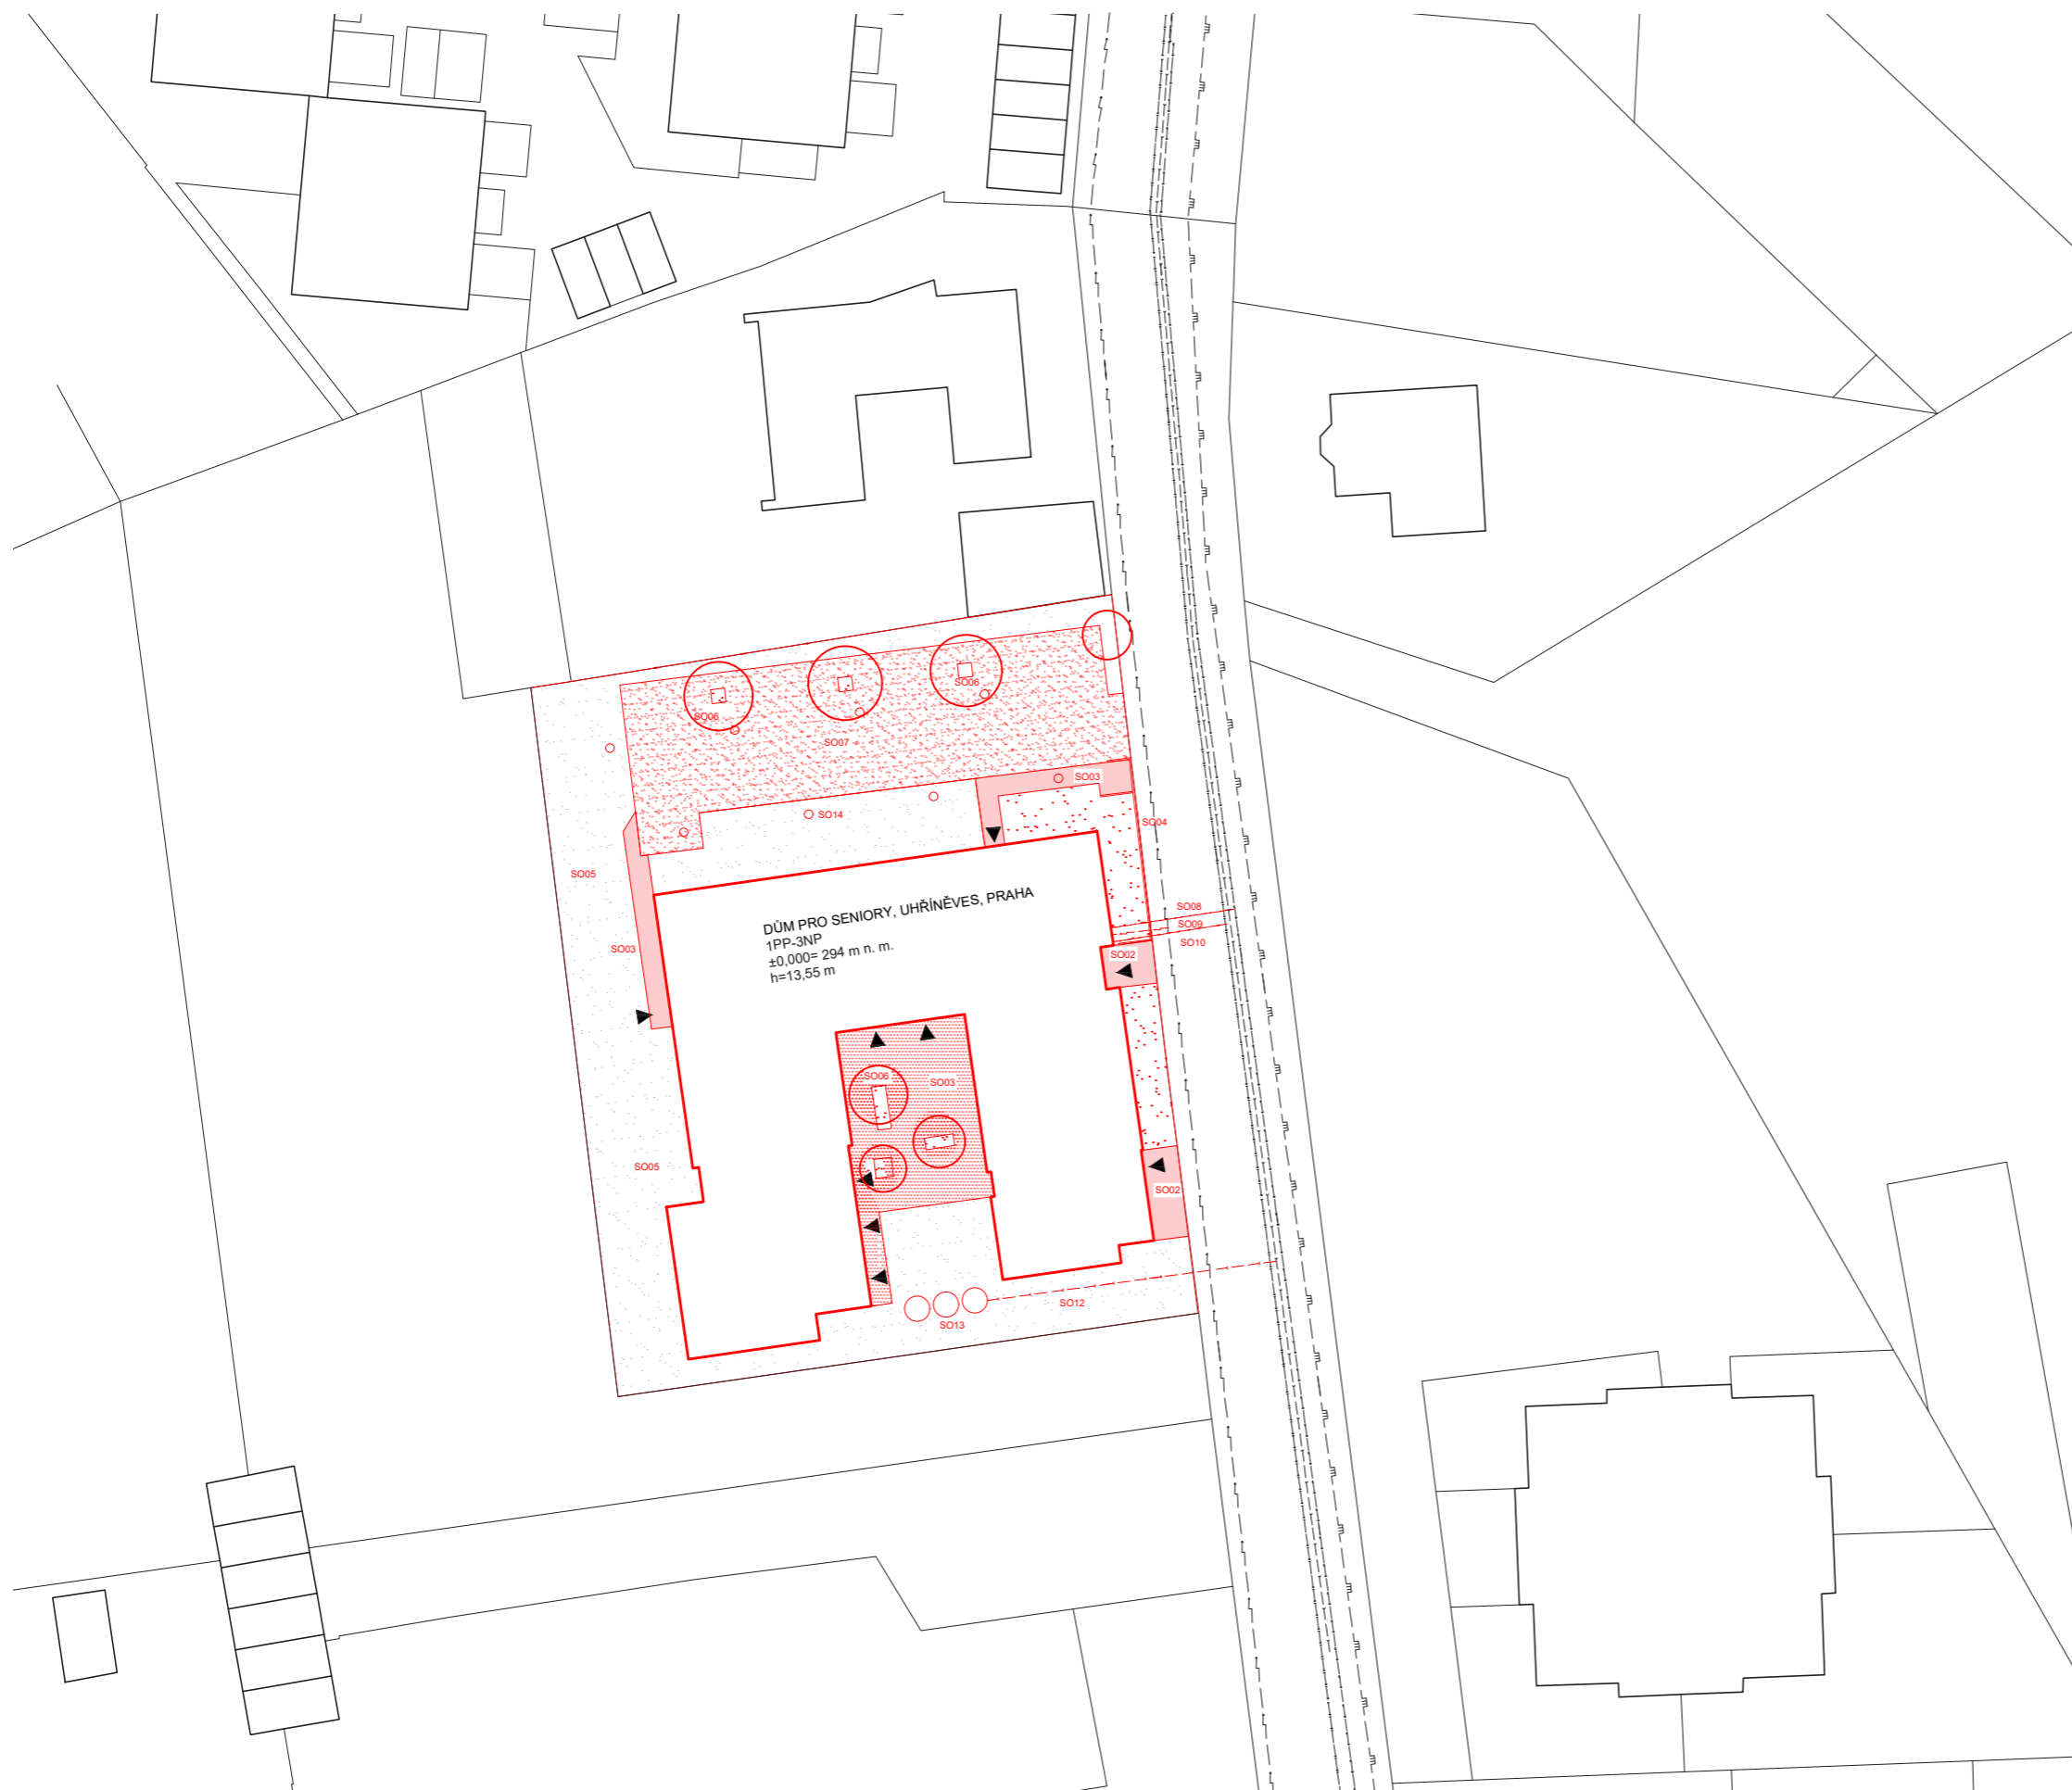 SO06
SO06
SO07
SO03
SO14
SO04
SO05
DŮM PRO SENIORY, UHŘÍNĚVES, PRAHA
1PP-3NP
±0,000= 294 m n. m.
h=13,55 m
SO08
SO09
SO10
SO03
SO02
SO06
SO03
SO05
SO02
SO12
SO13